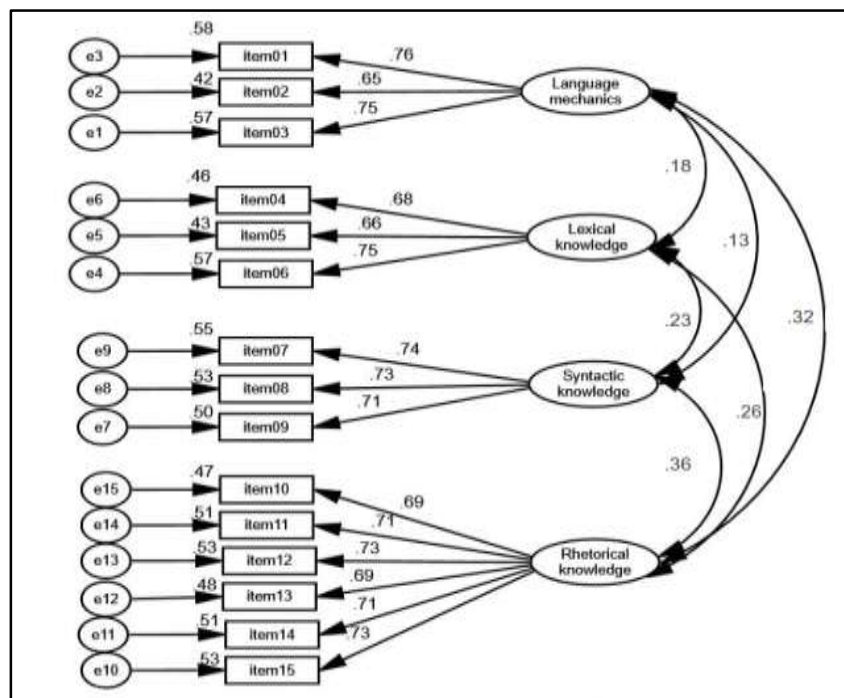 .58
e3 item01 .76
Language
mechanics
.42
e2 item02 .65
.57
e1 item03 .75
.18
.46
e6 item04 .68
Lexical
knowledge
.43
e5 item05 .66
.13
.57
e4 item06 .75
.23
.32
.55
e9 item07 .74
Syntactic
knowledge
.53
e8 item08 .73
.50
e7 item09 .71
.26
.36
.47
e15 item10 .69
.51
e14 item11 .71
.53
e13 item12 .73
Rhetorical
knowledge
.48
e12 item13 .69
.51
e11 item14 .71
.53
e10 item15 .73